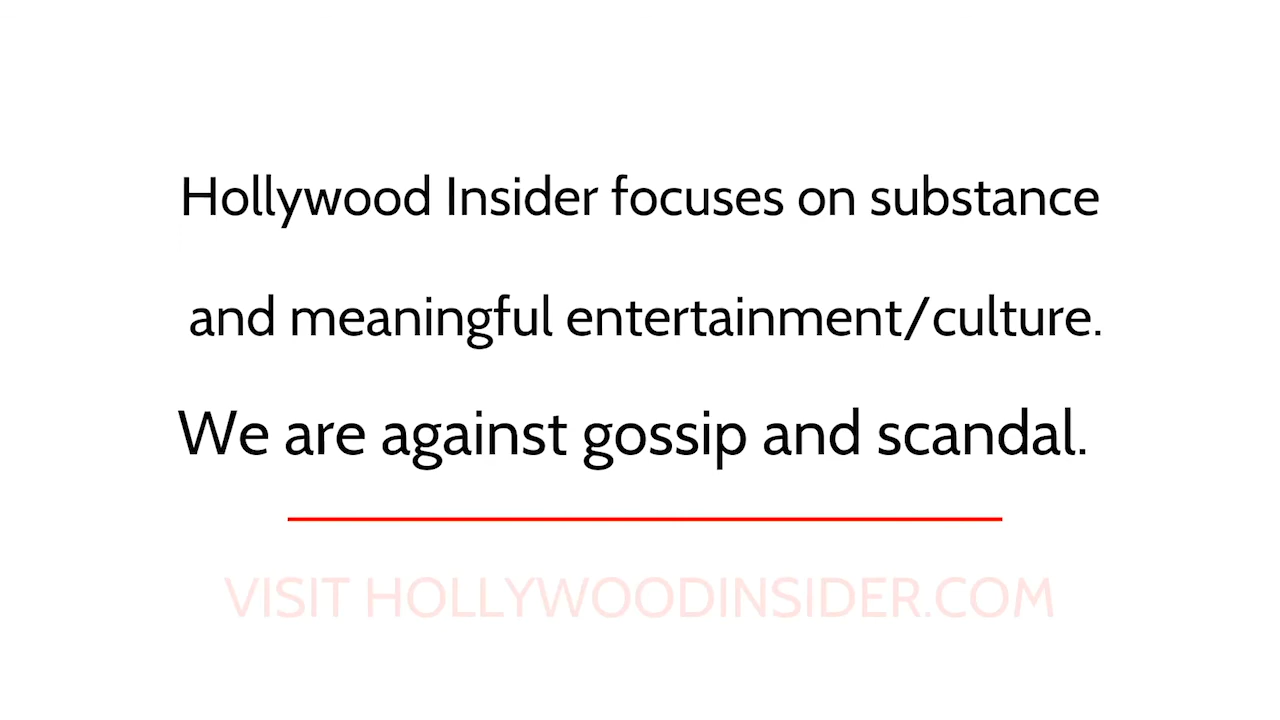 Hollywood Insider focuses on substance
and meaningful entertainment/culture.
We are against gossip and scandal.
VISIT HOLLYWOODINSIDER.COM